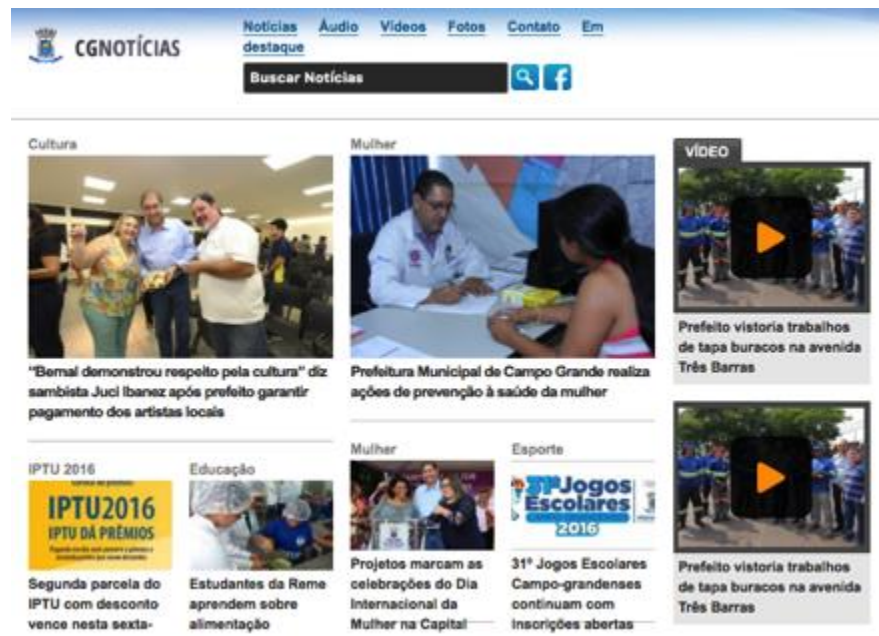 CGNOTÍCIAS
Notícias Áudio Vídeos Fotos Contato Em
destaque
Buscar Notícias
Cultura
"Bernal demonstrou respeito pela cultura" diz
sambista Juci Ibanez após prefeito garantir
pagamento dos artistas locais
Mulher
Prefeitura Municipal de Campo Grande realiza
ações de prevenção à saúde da mulher
VÍDEO
Prefeito vistoria trabalhos
de tapa buracos na avenida
Três Barras
IPTU 2016
IPTU2016
IPTU DÁ PRÊMIOS
Segunda parcela do
IPTU com desconto
vence nesta sexta-
Educação
Estudantes da Reme
aprendem sobre
alimentação
Mulher
Projetos marcam as
celebrações do Dia
Internacional da
Mulher na Capital
Esporte
31º Jogos
Escolares
2016
31º Jogos Escolares
Campo-grandenses
continuam com
inscrições abertas
Prefeito vistoria trabalhos
de tapa buracos na avenida
Três Barras